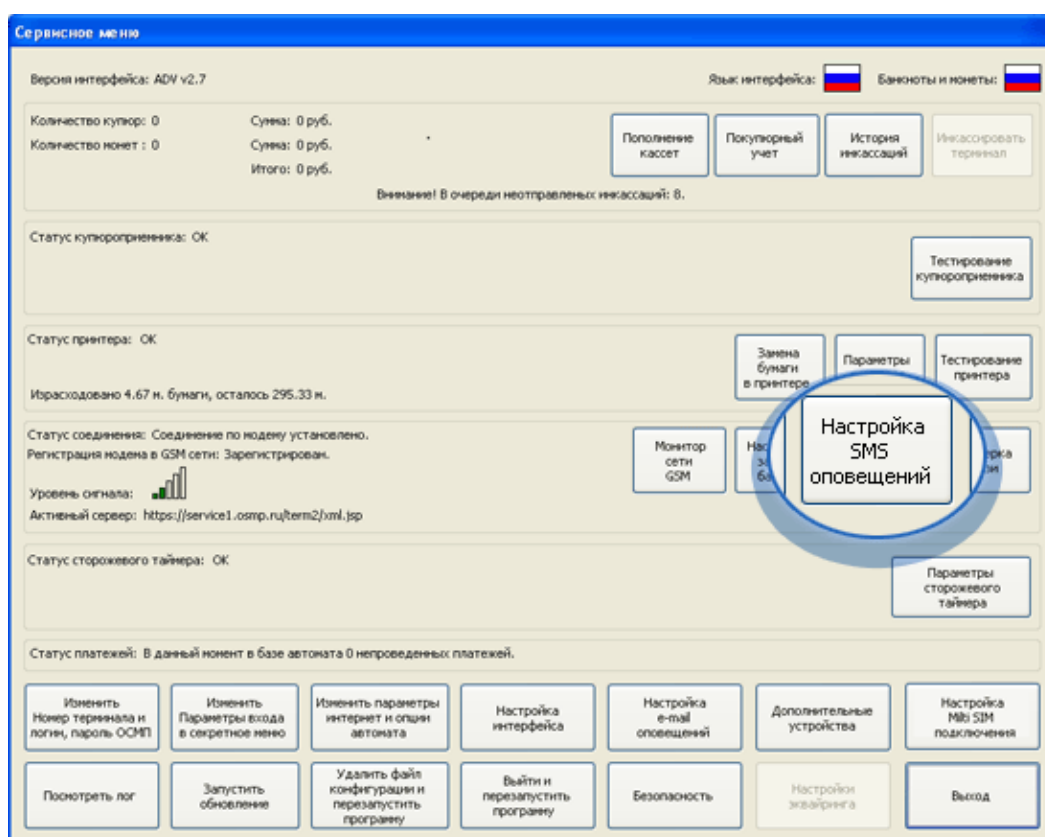 Сервисное меню
Версия интерфейса: ADV v2.7
Язык интерфейса:
Банкноты и монеты:
Количество купюр: 0
Сумма: 0 руб.
Количество монет : 0
Сумма: 0 руб.
Итого: 0 руб.
Пополнение
кассет
Покупюрный
учет
История
инкассаций
Инкассировать
терминал
Внимание! В очереди неотправленых инкассаций: 8.
Статус купюроприемника: OK
Тестирование
купюроприемника
Статус принтера: OK
Замена
бумаги
в принтере
Параметры
Тестирование
принтера
Израсходовано 4.67 м. бумаги, осталось 295.33 м.
Статус соединения: Соединение по модему установлено.
Регистрация модема в GSM сети: Зарегистрирован.
Уровень сигнала:
Активный сервер: https://service1.osmp.ru/term2/xml.jsp
Монитор
сети
GSM
Настройка
SMS
оповещений
Статус сторожевого таймера: OK
Параметры
сторожевого
таймера
Статус платежей: В данный момент в базе автомата 0 непроведенных платежей.
Изменить
Номер терминала и
логин, пароль ОСМП
Изменить
Параметры входа
в секретное меню
Изменить параметры
интернет и опции
автомата
Настройка
интерфейса
Настройка
e-mail
оповещений
Дополнительные
устройства
Настройка
Milti SIM
подключения
Посмотреть лог
Запустить
обновление
Удалить файл
конфигурации и
перезапустить
программу
Выйти и
перезапустить
программу
Безопасность
Настройки
эквайринга
Выход